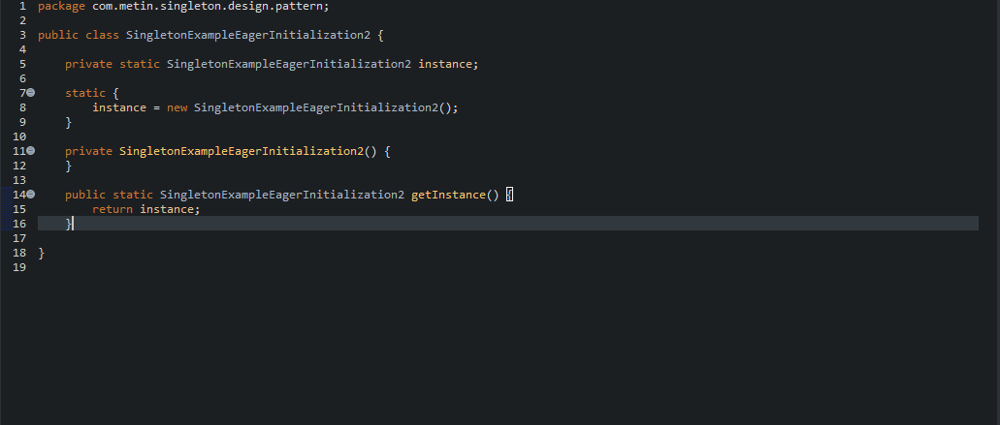 1 package com.metin.singleton.design.pattern;
2
3 public class SingletonExampleEagerInitialization2 {
4
5     private static SingletonExampleEagerInitialization2 instance;
6
7     static {
8         instance = new SingletonExampleEagerInitialization2();
9     }
10
11     private SingletonExampleEagerInitialization2() {
12     }
13
14     public static SingletonExampleEagerInitialization2 getInstance() {
15         return instance;
16     }
17
18 }
19